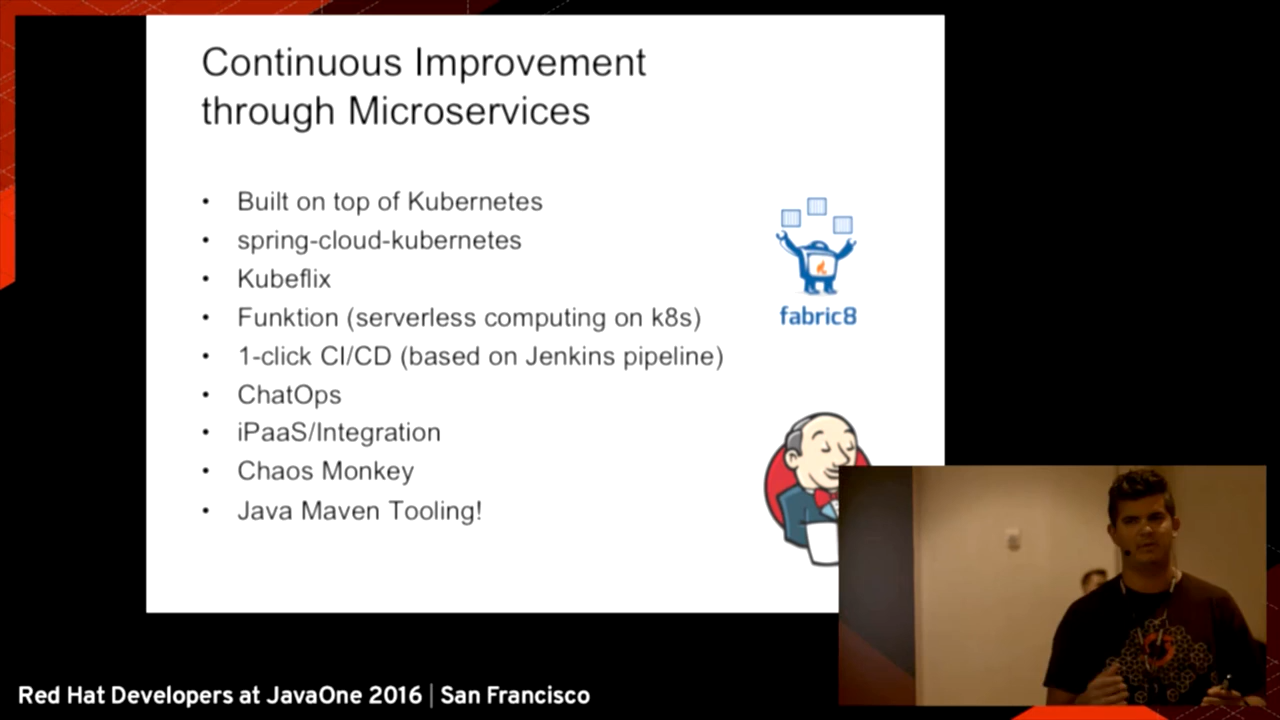 Continuous Improvement
through Microservices
• Built on top of Kubernetes
• spring-cloud-kubernetes
• Kubeflix
• Funktion (serverless computing on k8s)
• 1-click CI/CD (based on Jenkins pipeline)
• ChatOps
• iPaaS/Integration
• Chaos Monkey
• Java Maven Tooling!
fabric8
Red Hat Developers at JavaOne 2016 | San Francisco